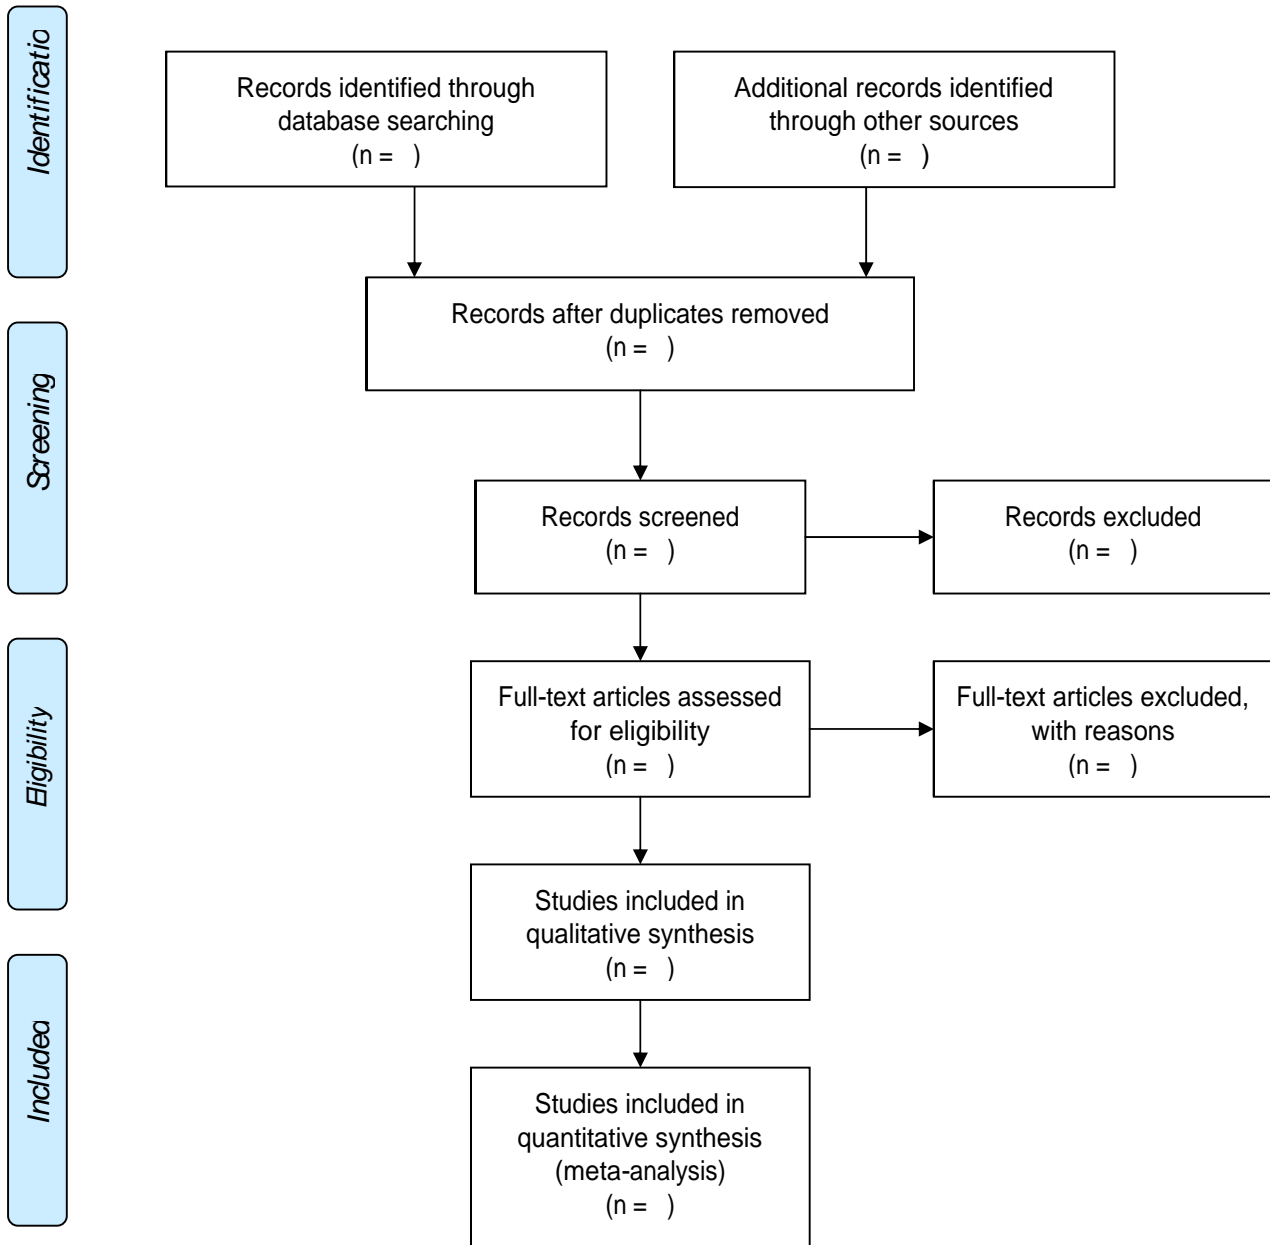 Identificatio
Records identified through
database searching
(n =   )
Additional records identified
through other sources
(n =   )
Records after duplicates removed
(n =   )
Screening
Records screened
(n =   )
Records excluded
(n =   )
Eligibility
Full-text articles assessed
for eligibility
(n =   )
Full-text articles excluded,
with reasons
(n =   )
Studies included in
qualitative synthesis
(n =   )
Included
Studies included in
quantitative synthesis
(meta-analysis)
(n =   )